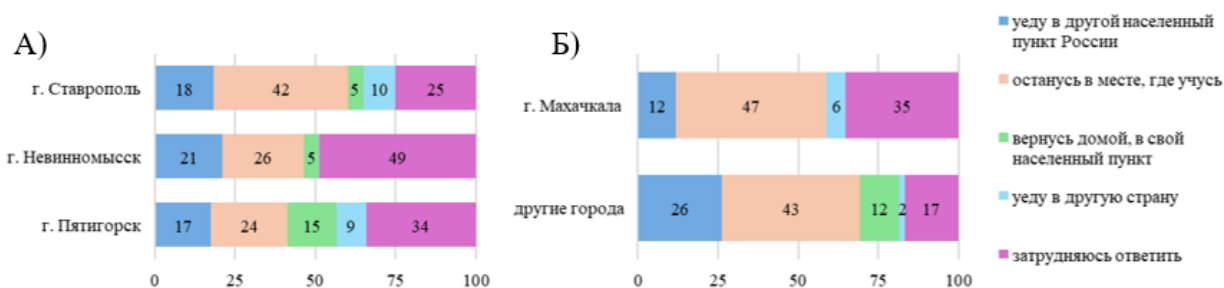 А)
г. Ставрополь
18 42 5 10 25
г. Невинномысск
21 26 5 49
г. Пятигорск
17 24 15 9 34
0 25 50 75 100
Б)
г. Махачкала
12 47 6 35
другие города
26 43 12 2 17
0 25 50 75 100
уеду в другой населенный
пункт России
останусь в месте, где учусь
вернусь домой, в свой
населенный пункт
уеду в другую страну
затрудняюсь ответить